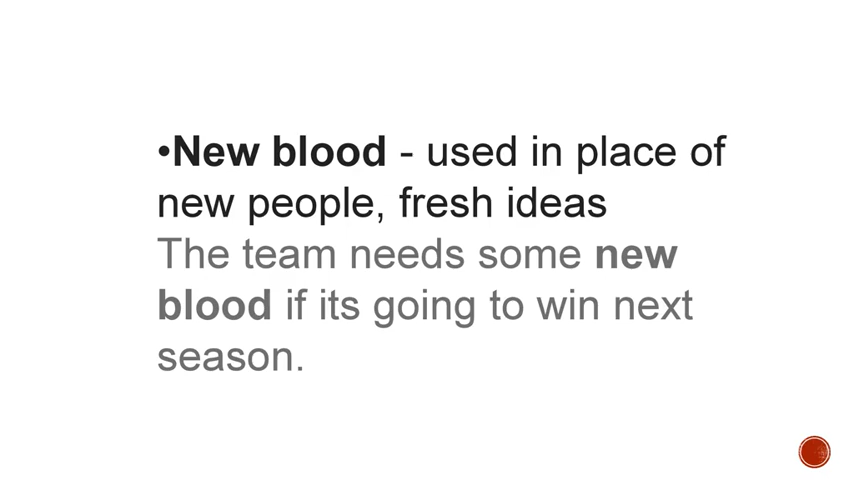 •New blood - used in place of
new people, fresh ideas
The team needs some new
blood if its going to win next
season.